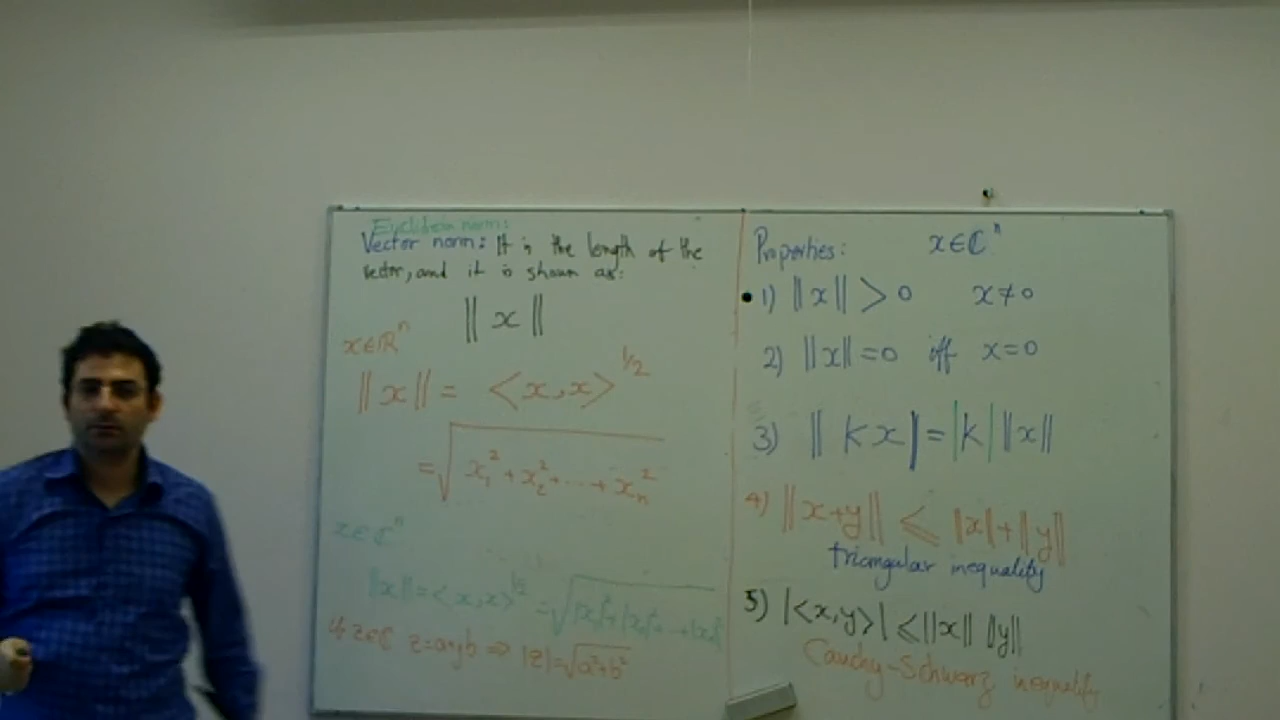 Euclidean norm:
Vector norm: It is the length of the
vector, and it is shown as:
‖x‖
x∈ℝⁿ
‖x‖ = <x,x>^{1/2}
= √(x₁² + x₂² + ... + xₙ²)
x∈ℂⁿ
‖x‖ = <x,x>^{1/2} = √(|x₁|² + |x₂|² + ... + |xₙ|²)
if z∈ℂ z=a+jb ⇒ |z|=√(a²+b²)
Properties: x∈ℂⁿ
1) ‖x‖ > 0 x≠0
2) ‖x‖ = 0 iff x=0
3) ‖kx‖ = |k| ‖x‖
4) ‖x+y‖ ≤ ‖x‖+‖y‖
triangular inequality
5) |<x,y>| ≤ ‖x‖ ‖y‖
Cauchy-Schwarz inequality